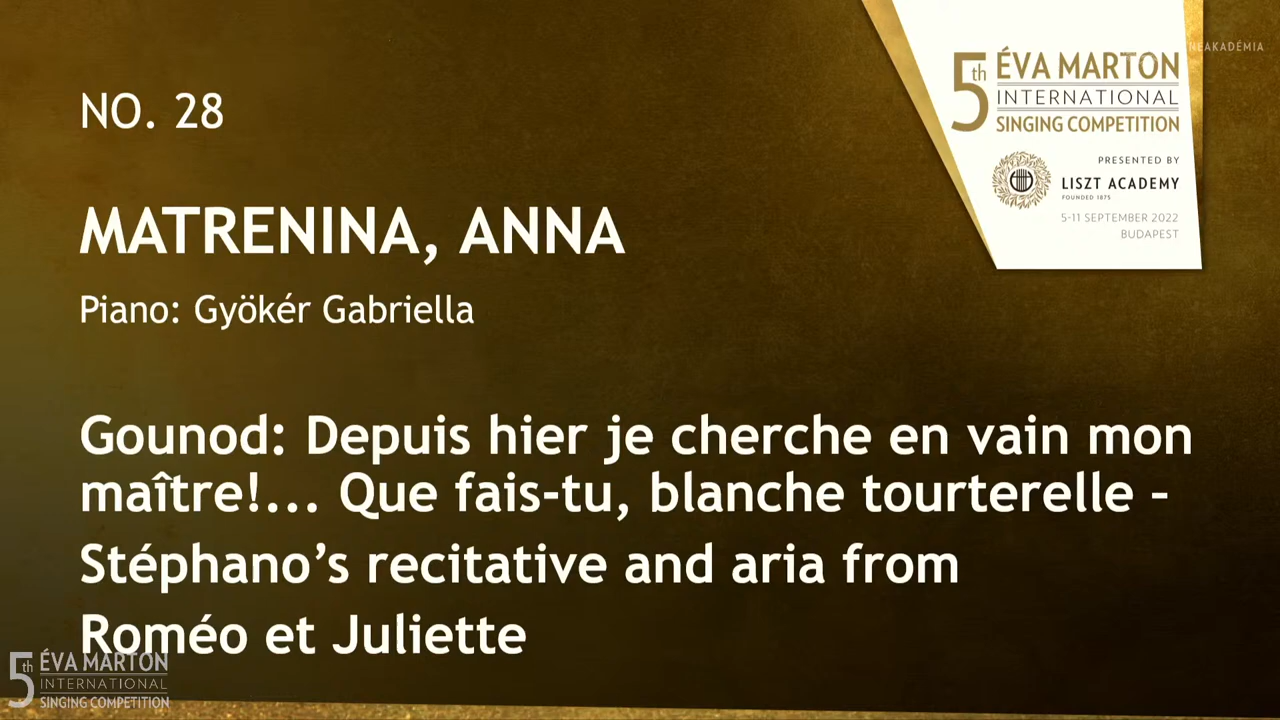 NEAKADÉMIA
5th ÉVA MARTON
INTERNATIONAL
SINGING COMPETITION
PRESENTED BY
LISZT ACADEMY
FOUNDED 1875
5-11 SEPTEMBER 2022
BUDAPEST
NO. 28
MATRENINA, ANNA
Piano: Gyökér Gabriella
Gounod: Depuis hier je cherche en vain mon
maître!... Que fais-tu, blanche tourterelle –
Stéphano’s recitative and aria from
Roméo et Juliette
5th ÉVA MARTON
INTERNATIONAL
SINGING COMPETITION